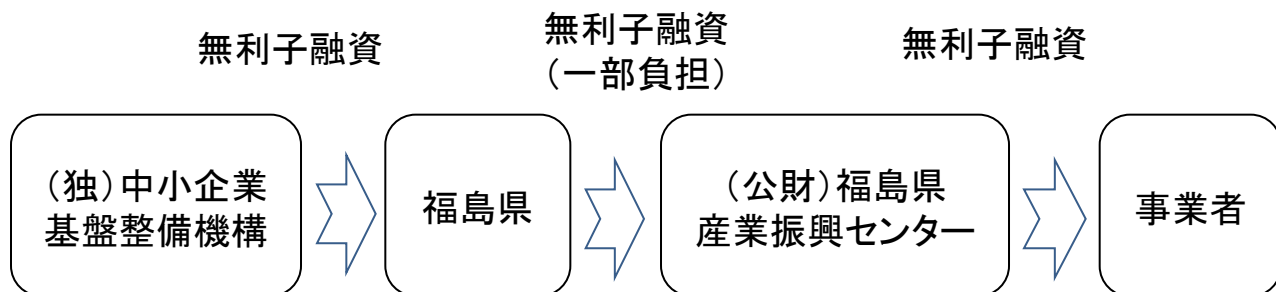 無利子融資
無利子融資
（一部負担）
無利子融資
（独）中小企業
基盤整備機構
福島県
（公財）福島県
産業振興センター
事業者